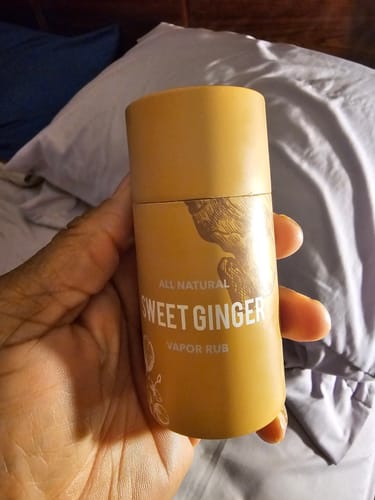 ALL NATURAL
SWEET GINGER
VAPOR RUB